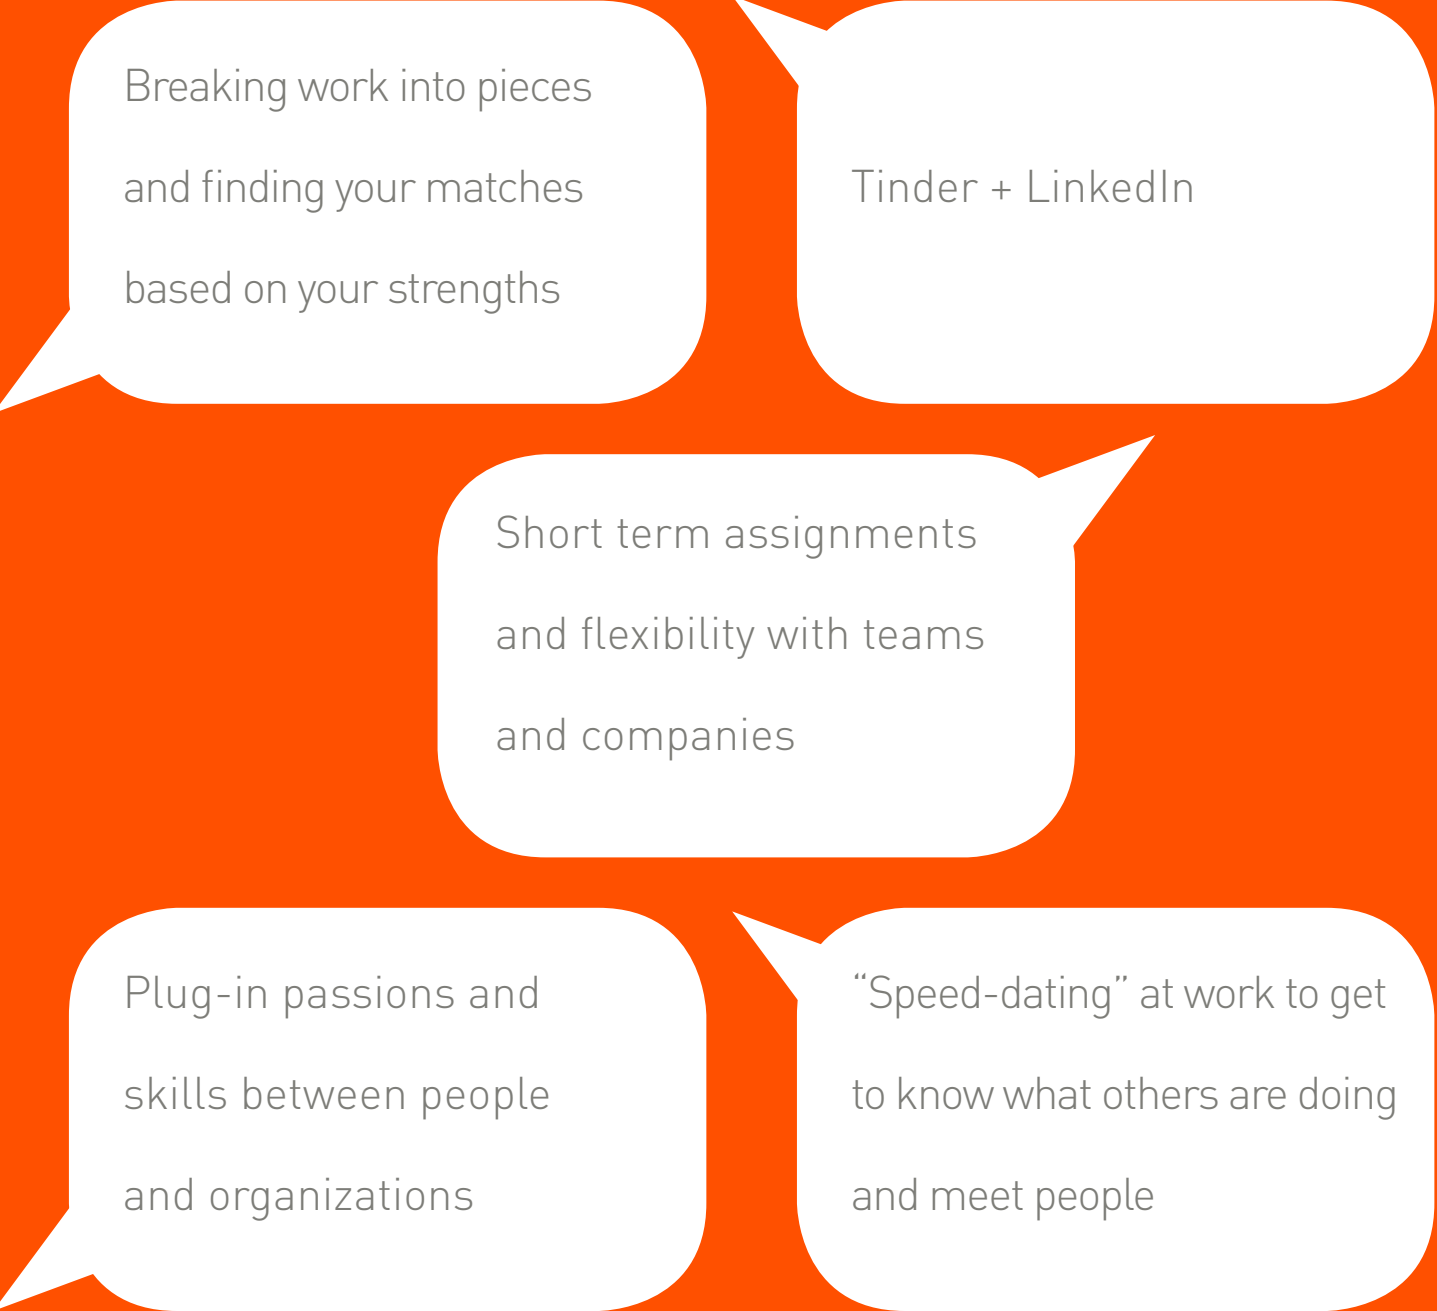 Breaking work into pieces
and finding your matches
based on your strengths
Tinder + LinkedIn
Short term assignments
and flexibility with teams
and companies
Plug-in passions and
skills between people
and organizations
“Speed-dating” at work to get
to know what others are doing
and meet people